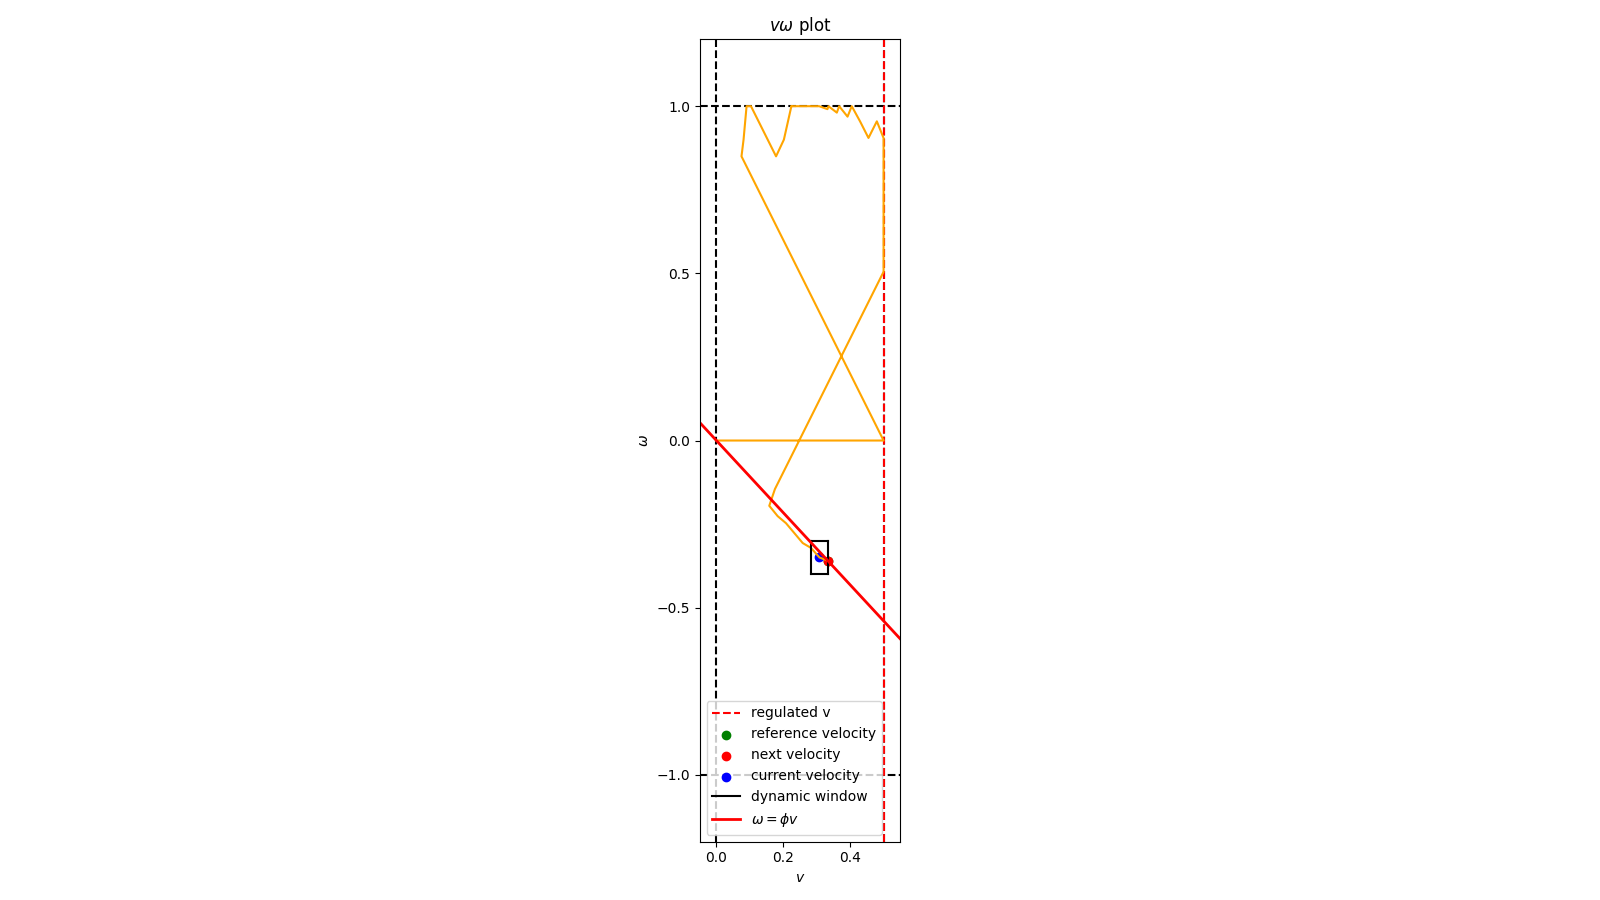 vω plot
1.0
0.5
0.0
−0.5
−1.0
ω
regulated v
reference velocity
next velocity
current velocity
dynamic window
ω = ϕv
0.0 0.2 0.4
v